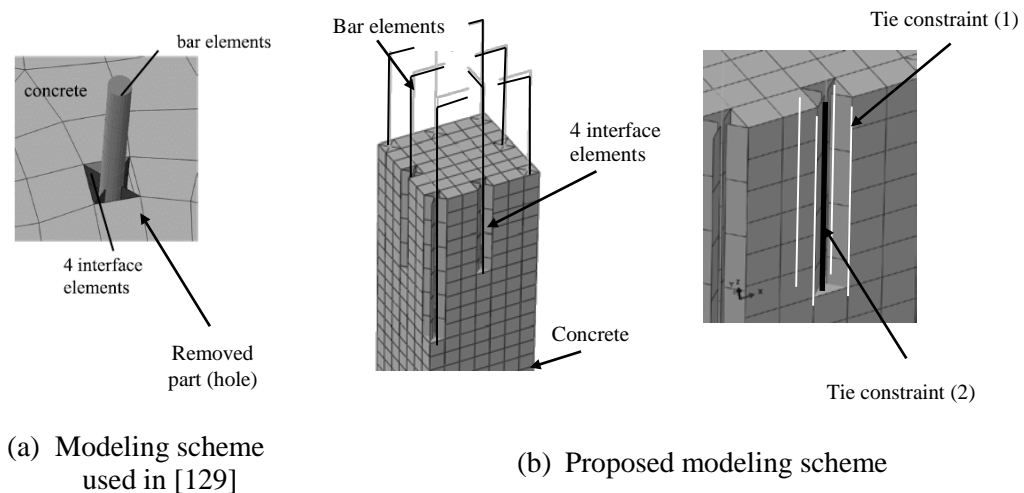 bar elements
concrete
4 interface
elements
Removed
part (hole)
(a) Modeling scheme
used in [129]
Bar elements
4 interface
elements
Concrete
Tie constraint (1)
Tie constraint (2)
(b) Proposed modeling scheme